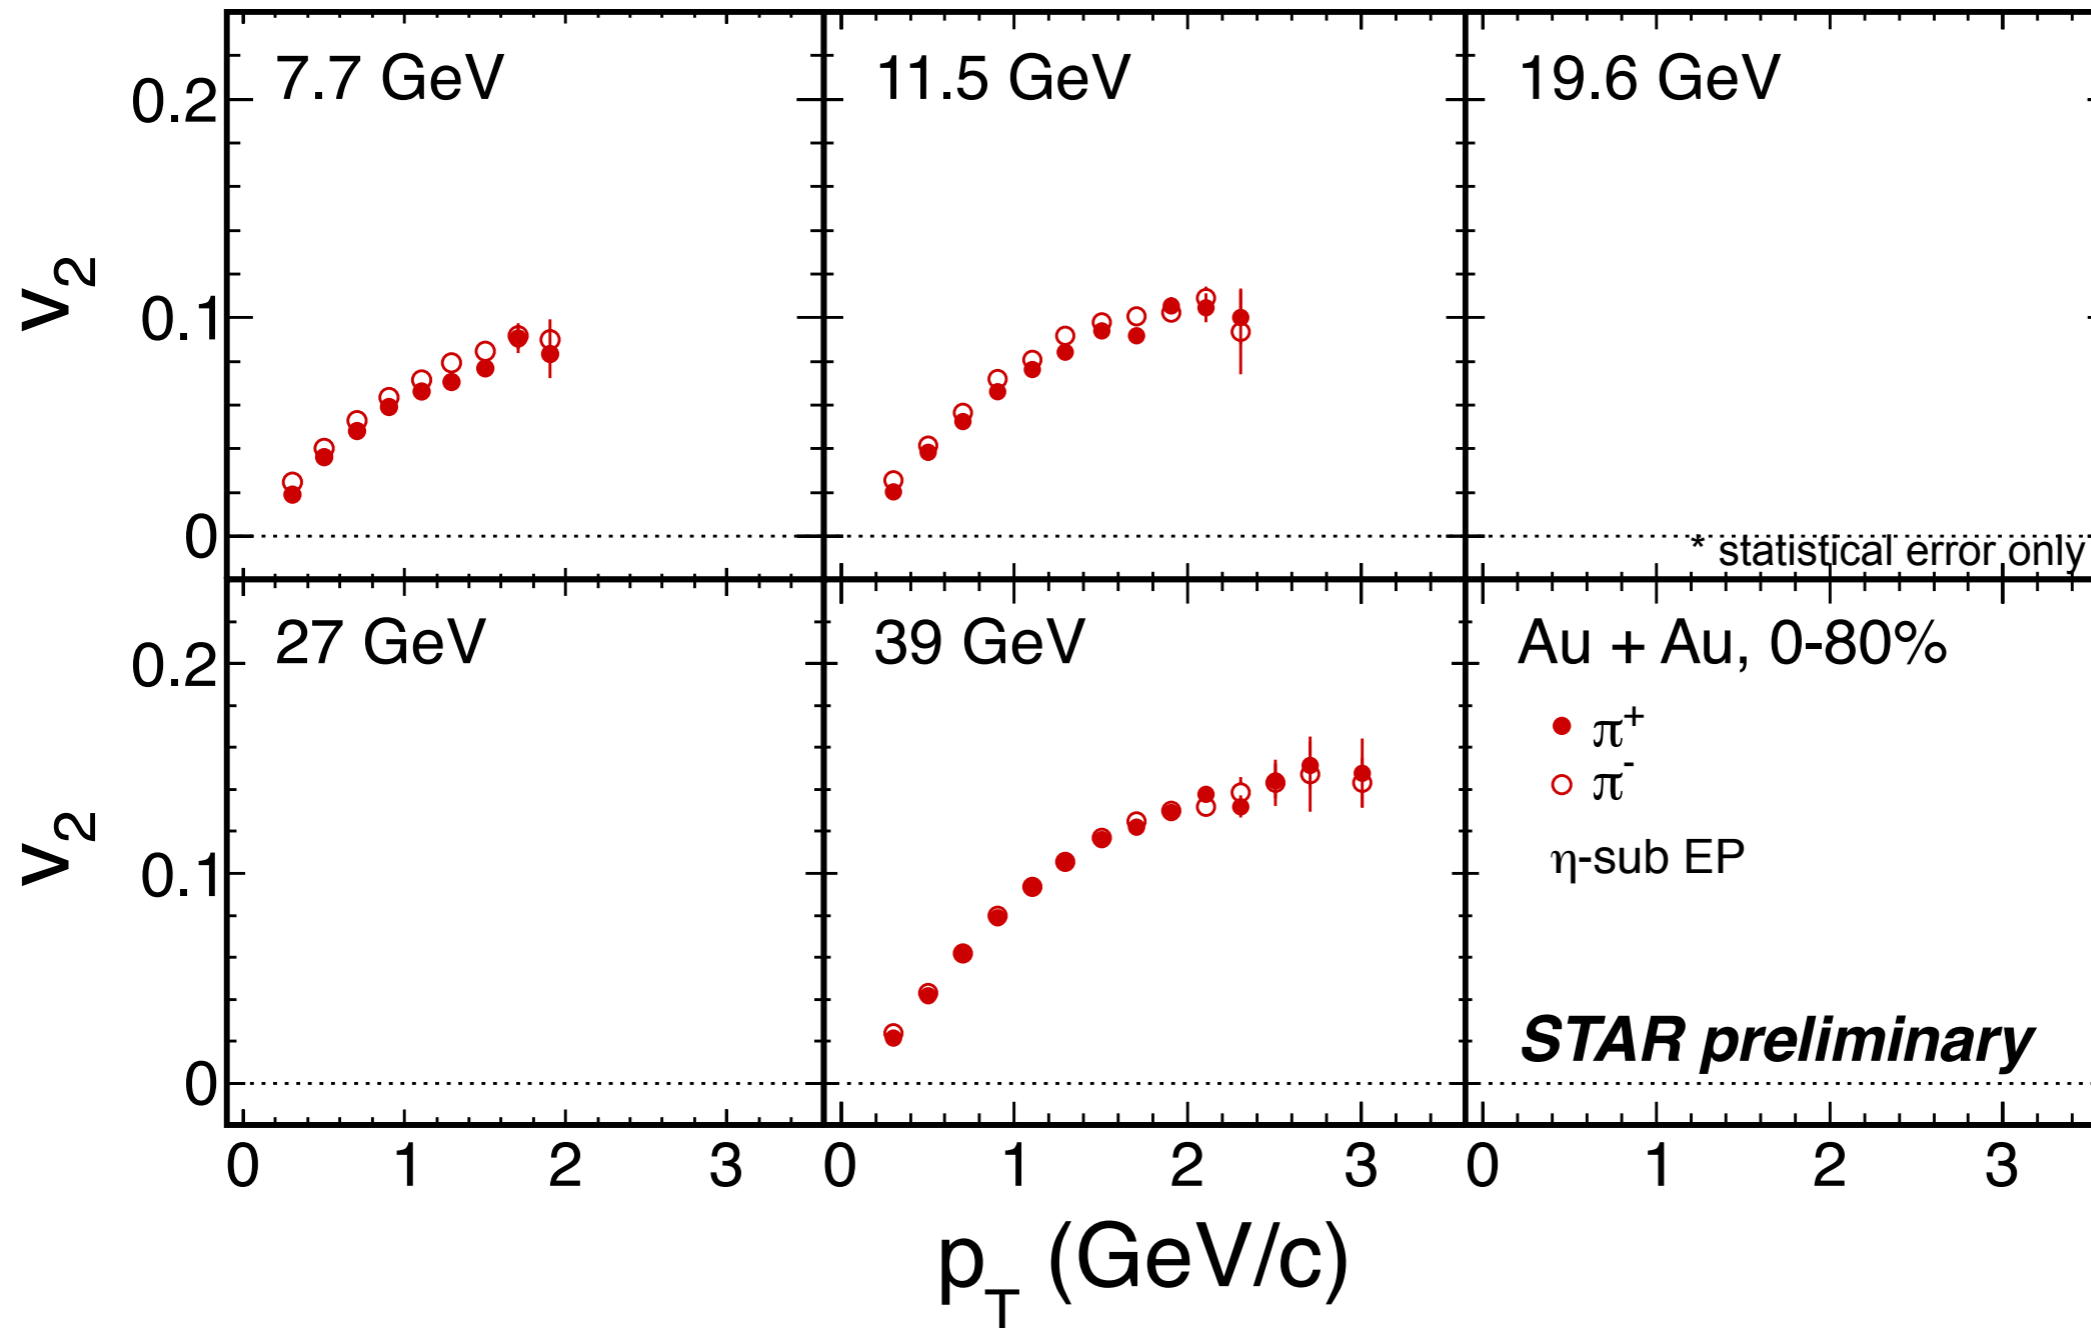 7.7 GeV
11.5 GeV
19.6 GeV
0.2
0.1
0
v2
* statistical error only
27 GeV
39 GeV
Au + Au, 0-80%
π+
π-
η-sub EP
STAR preliminary
0.2
0.1
0
v2
0 1 2 3 0 1 2 3 0 1 2 3
pT (GeV/c)